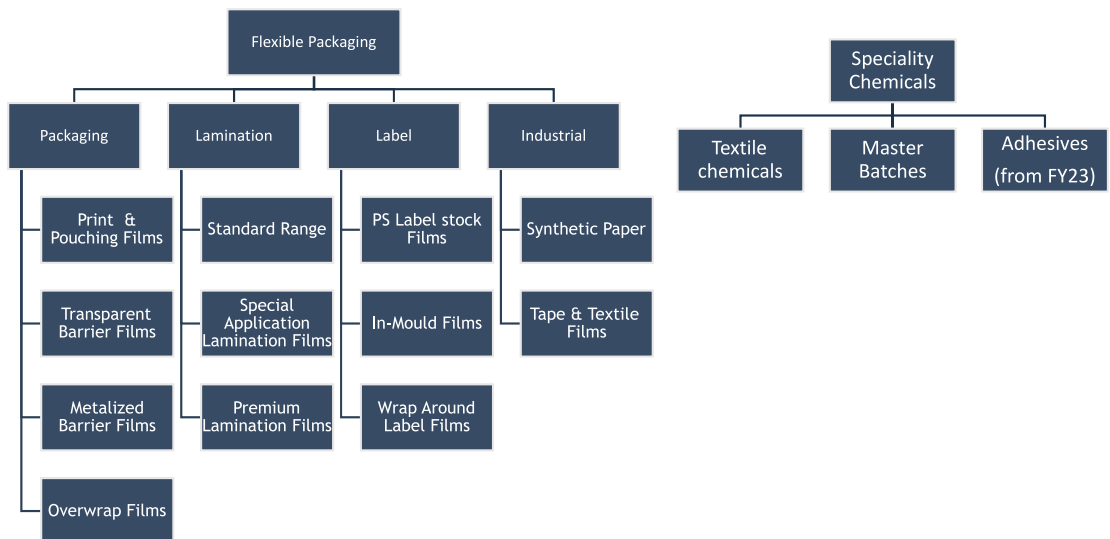 Flexible Packaging
Packaging
Lamination
Label
Industrial
Print & 
Pouching Films
Transparent
Barrier Films
Metalized
Barrier Films
Overwrap Films
Standard Range
Special
Application
Lamination Films
Premium
Lamination Films
PS Label stock
Films
In-Mould Films
Wrap Around
Label Films
Synthetic Paper
Tape & Textile
Films
Speciality
Chemicals
Textile
chemicals
Master
Batches
Adhesives
(from FY23)